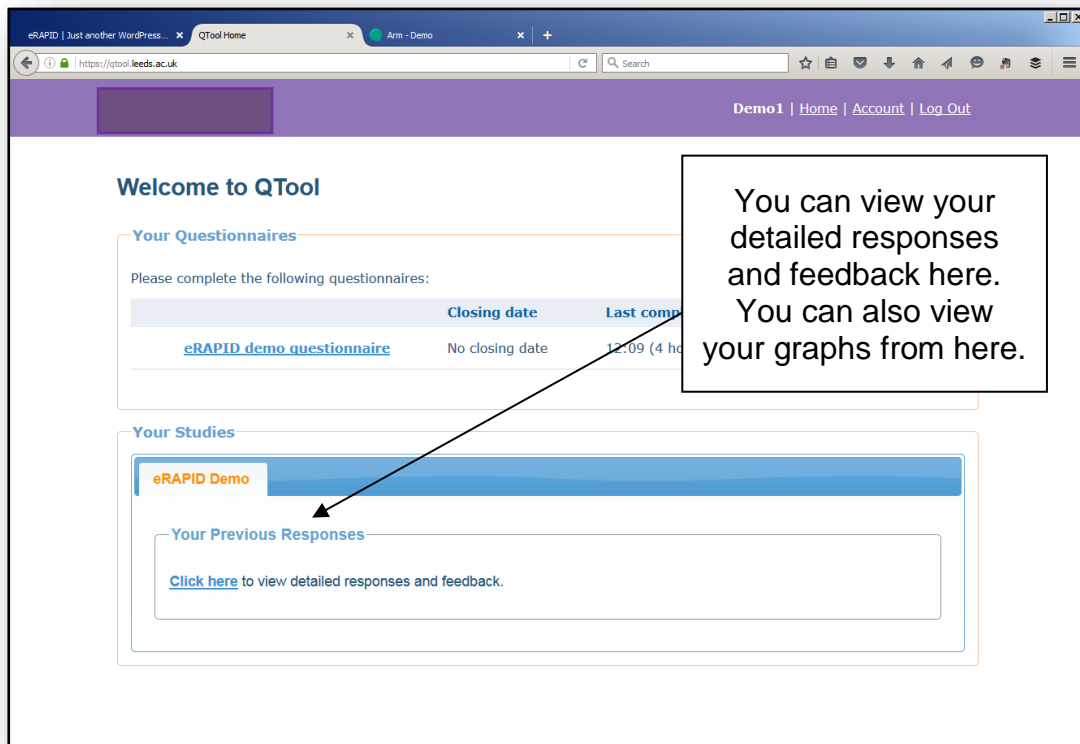 eRAPID | Just another WordPress...
QTool Home
Arm - Demo
https://qtool.leeds.ac.uk
Search
Demo1 | Home | Account | Log Out
Welcome to QTool
Your Questionnaires
Please complete the following questionnaires:
Closing date
eRAPID demo questionnaire No closing date 12:09 (4
You can view your
detailed responses
and feedback here.
You can also view
your graphs from here.
Your Studies
eRAPID Demo
Your Previous Responses
Click here to view detailed responses and feedback.